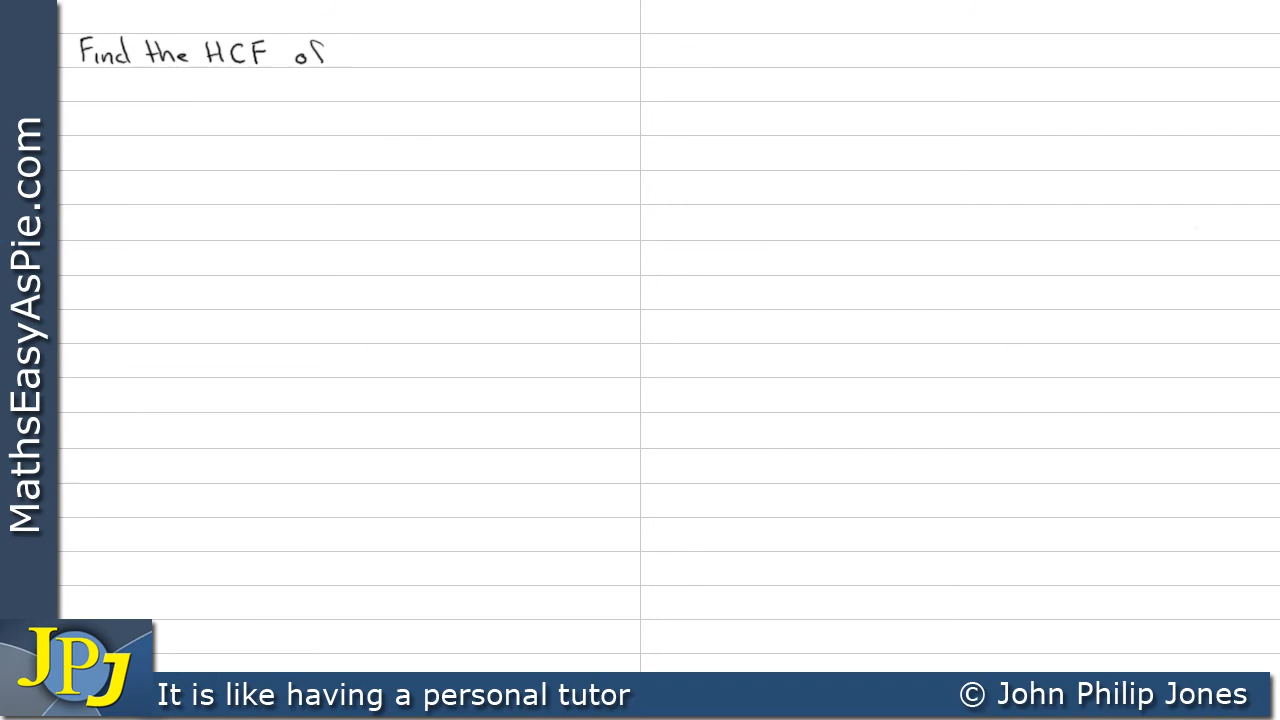 Find the HCF of
MathsEasyAsPie.com
JPJ
It is like having a personal tutor
© John Philip Jones